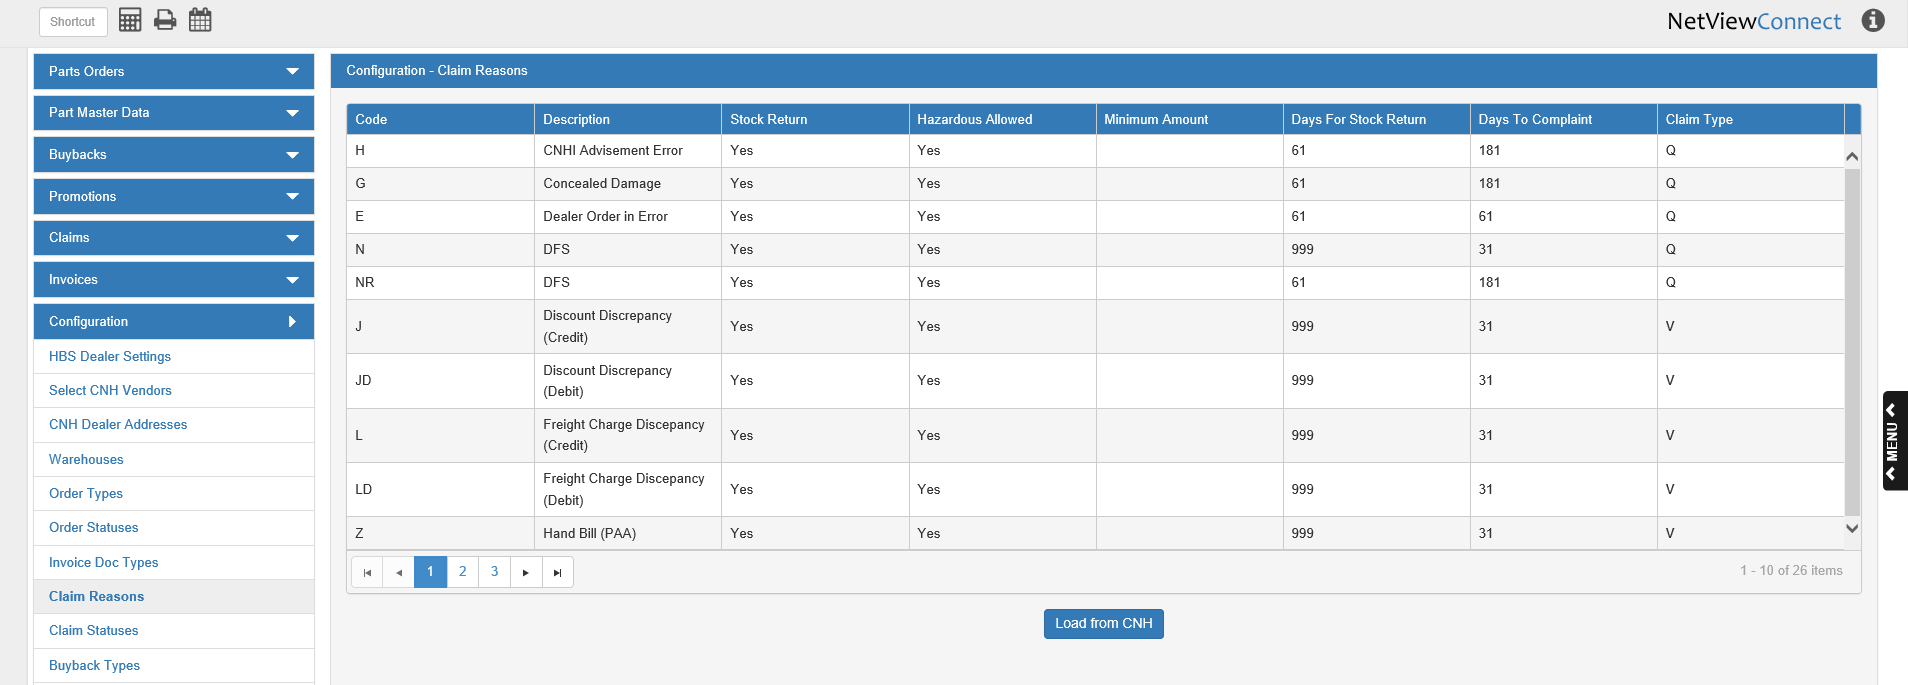 Shortcut
NetViewConnect
Parts Orders
Part Master Data
Buybacks
Promotions
Claims
Invoices
Configuration
HBS Dealer Settings
Select CNH Vendors
CNH Dealer Addresses
Warehouses
Order Types
Order Statuses
Invoice Doc Types
Claim Reasons
Claim Statuses
Buyback Types
Configuration - Claim Reasons
Code Description Stock Return Hazardous Allowed Minimum Amount Days For Stock Return Days To Complaint Claim Type
H CNHI Advisement Error Yes Yes 61 181 Q
G Concealed Damage Yes Yes 61 181 Q
E Dealer Order in Error Yes Yes 61 61 Q
N DFS Yes Yes 999 31 Q
NR DFS Yes Yes 61 181 Q
J Discount Discrepancy (Credit) Yes Yes 999 31 V
JD Discount Discrepancy (Debit) Yes Yes 999 31 V
L Freight Charge Discepancy (Credit) Yes Yes 999 31 V
LD Freight Charge Discepancy (Debit) Yes Yes 999 31 V
Z Hand Bill (PAA) Yes Yes 999 31 V
1 2 3
1 - 10 of 26 items
Load from CNH
MENU